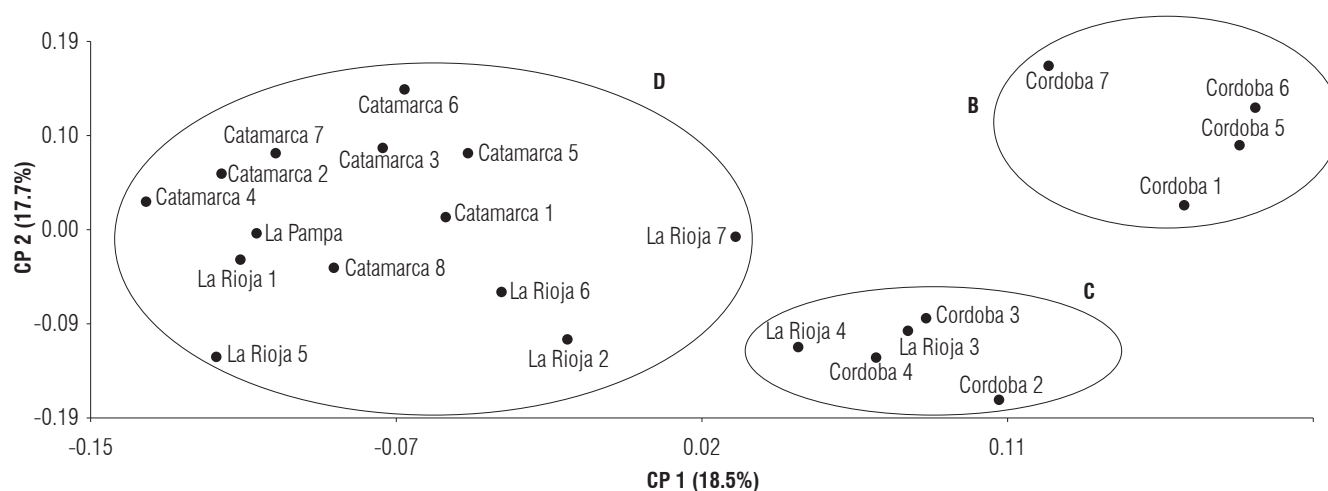 0.19
0.10
0.00
-0.09
-0.19
CP 2 (17.7%)
D
B
C
Catamarca 6
Catamarca 7
Catamarca 3
Catamarca 5
Catamarca 2
Catamarca 4
Catamarca 1
La Pampa
La Rioja 7
La Rioja 1
Catamarca 8
La Rioja 6
La Rioja 5
La Rioja 2
Cordoba 7
Cordoba 6
Cordoba 5
Cordoba 1
Cordoba 3
La Rioja 4
La Rioja 3
Cordoba 4
Cordoba 2
-0.15
-0.07
0.02
0.11
CP 1 (18.5%)